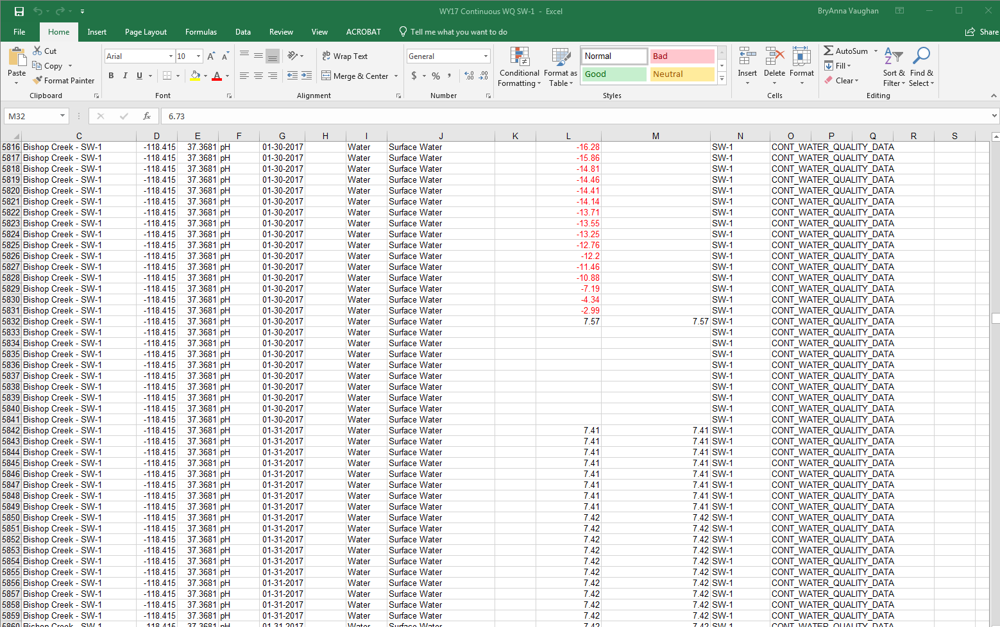 WY17 Continuous WQ SW-1 - Excel
BryAnna Vaughan
File Home Insert Page Layout Formulas Data Review View ACROBAT Tell me what you want to do Share
Paste
Cut
Copy
Format Painter
Clipboard
Arial 10
B I U
Font
Wrap Text
Merge & Center
Alignment
General
$ % ,
Number
Conditional Formatting
Format as Table
Normal Bad
Good Neutral
Styles
Insert Delete Format
Cells
AutoSum
Fill
Clear
Sort & Filter
Find & Select
Editing
M32 fx 6.73
C D E F G H I J K L M N O P Q R S
5816 Bishop Creek - SW-1 -118.415 37.3681 pH 01-30-2017 Water Surface Water -16.28 SW-1 CONT_WATER_QUALITY_DATA
5817 Bishop Creek - SW-1 -118.415 37.3681 pH 01-30-2017 Water Surface Water -15.86 SW-1 CONT_WATER_QUALITY_DATA
5818 Bishop Creek - SW-1 -118.415 37.3681 pH 01-30-2017 Water Surface Water -14.81 SW-1 CONT_WATER_QUALITY_DATA
5819 Bishop Creek - SW-1 -118.415 37.3681 pH 01-30-2017 Water Surface Water -14.46 SW-1 CONT_WATER_QUALITY_DATA
5820 Bishop Creek - SW-1 -118.415 37.3681 pH 01-30-2017 Water Surface Water -14.41 SW-1 CONT_WATER_QUALITY_DATA
5821 Bishop Creek - SW-1 -118.415 37.3681 pH 01-30-2017 Water Surface Water -14.14 SW-1 CONT_WATER_QUALITY_DATA
5822 Bishop Creek - SW-1 -118.415 37.3681 pH 01-30-2017 Water Surface Water -13.71 SW-1 CONT_WATER_QUALITY_DATA
5823 Bishop Creek - SW-1 -118.415 37.3681 pH 01-30-2017 Water Surface Water -13.55 SW-1 CONT_WATER_QUALITY_DATA
5824 Bishop Creek - SW-1 -118.415 37.3681 pH 01-30-2017 Water Surface Water -13.25 SW-1 CONT_WATER_QUALITY_DATA
5825 Bishop Creek - SW-1 -118.415 37.3681 pH 01-30-2017 Water Surface Water -12.76 SW-1 CONT_WATER_QUALITY_DATA
5826 Bishop Creek - SW-1 -118.415 37.3681 pH 01-30-2017 Water Surface Water -12.2 SW-1 CONT_WATER_QUALITY_DATA
5827 Bishop Creek - SW-1 -118.415 37.3681 pH 01-30-2017 Water Surface Water -11.46 SW-1 CONT_WATER_QUALITY_DATA
5828 Bishop Creek - SW-1 -118.415 37.3681 pH 01-30-2017 Water Surface Water -10.88 SW-1 CONT_WATER_QUALITY_DATA
5829 Bishop Creek - SW-1 -118.415 37.3681 pH 01-30-2017 Water Surface Water -7.19 SW-1 CONT_WATER_QUALITY_DATA
5830 Bishop Creek - SW-1 -118.415 37.3681 pH 01-30-2017 Water Surface Water -4.34 SW-1 CONT_WATER_QUALITY_DATA
5831 Bishop Creek - SW-1 -118.415 37.3681 pH 01-30-2017 Water Surface Water -2.99 SW-1 CONT_WATER_QUALITY_DATA
5832 Bishop Creek - SW-1 -118.415 37.3681 pH 01-30-2017 Water Surface Water 7.57 7.57 SW-1 CONT_WATER_QUALITY_DATA
5833 Bishop Creek - SW-1 -118.415 37.3681 pH 01-30-2017 Water Surface Water SW-1 CONT_WATER_QUALITY_DATA
5834 Bishop Creek - SW-1 -118.415 37.3681 pH 01-30-2017 Water Surface Water SW-1 CONT_WATER_QUALITY_DATA
5835 Bishop Creek - SW-1 -118.415 37.3681 pH 01-30-2017 Water Surface Water SW-1 CONT_WATER_QUALITY_DATA
5836 Bishop Creek - SW-1 -118.415 37.3681 pH 01-30-2017 Water Surface Water SW-1 CONT_WATER_QUALITY_DATA
5837 Bishop Creek - SW-1 -118.415 37.3681 pH 01-30-2017 Water Surface Water SW-1 CONT_WATER_QUALITY_DATA
5838 Bishop Creek - SW-1 -118.415 37.3681 pH 01-30-2017 Water Surface Water SW-1 CONT_WATER_QUALITY_DATA
5839 Bishop Creek - SW-1 -118.415 37.3681 pH 01-30-2017 Water Surface Water SW-1 CONT_WATER_QUALITY_DATA
5840 Bishop Creek - SW-1 -118.415 37.3681 pH 01-30-2017 Water Surface Water SW-1 CONT_WATER_QUALITY_DATA
5841 Bishop Creek - SW-1 -118.415 37.3681 pH 01-30-2017 Water Surface Water SW-1 CONT_WATER_QUALITY_DATA
5842 Bishop Creek - SW-1 -118.415 37.3681 pH 01-31-2017 Water Surface Water 7.41 7.41 SW-1 CONT_WATER_QUALITY_DATA
5843 Bishop Creek - SW-1 -118.415 37.3681 pH 01-31-2017 Water Surface Water 7.41 7.41 SW-1 CONT_WATER_QUALITY_DATA
5844 Bishop Creek - SW-1 -118.415 37.3681 pH 01-31-2017 Water Surface Water 7.41 7.41 SW-1 CONT_WATER_QUALITY_DATA
5845 Bishop Creek - SW-1 -118.415 37.3681 pH 01-31-2017 Water Surface Water 7.41 7.41 SW-1 CONT_WATER_QUALITY_DATA
5846 Bishop Creek - SW-1 -118.415 37.3681 pH 01-31-2017 Water Surface Water 7.41 7.41 SW-1 CONT_WATER_QUALITY_DATA
5847 Bishop Creek - SW-1 -118.415 37.3681 pH 01-31-2017 Water Surface Water 7.41 7.41 SW-1 CONT_WATER_QUALITY_DATA
5848 Bishop Creek - SW-1 -118.415 37.3681 pH 01-31-2017 Water Surface Water 7.41 7.41 SW-1 CONT_WATER_QUALITY_DATA
5849 Bishop Creek - SW-1 -118.415 37.3681 pH 01-31-2017 Water Surface Water 7.41 7.41 SW-1 CONT_WATER_QUALITY_DATA
5850 Bishop Creek - SW-1 -118.415 37.3681 pH 01-31-2017 Water Surface Water 7.42 7.42 SW-1 CONT_WATER_QUALITY_DATA
5851 Bishop Creek - SW-1 -118.415 37.3681 pH 01-31-2017 Water Surface Water 7.42 7.42 SW-1 CONT_WATER_QUALITY_DATA
5852 Bishop Creek - SW-1 -118.415 37.3681 pH 01-31-2017 Water Surface Water 7.42 7.42 SW-1 CONT_WATER_QUALITY_DATA
5853 Bishop Creek - SW-1 -118.415 37.3681 pH 01-31-2017 Water Surface Water 7.42 7.42 SW-1 CONT_WATER_QUALITY_DATA
5854 Bishop Creek - SW-1 -118.415 37.3681 pH 01-31-2017 Water Surface Water 7.42 7.42 SW-1 CONT_WATER_QUALITY_DATA
5855 Bishop Creek - SW-1 -118.415 37.3681 pH 01-31-2017 Water Surface Water 7.42 7.42 SW-1 CONT_WATER_QUALITY_DATA
5856 Bishop Creek - SW-1 -118.415 37.3681 pH 01-31-2017 Water Surface Water 7.42 7.42 SW-1 CONT_WATER_QUALITY_DATA
5857 Bishop Creek - SW-1 -118.415 37.3681 pH 01-31-2017 Water Surface Water 7.42 7.42 SW-1 CONT_WATER_QUALITY_DATA
5858 Bishop Creek - SW-1 -118.415 37.3681 pH 01-31-2017 Water Surface Water 7.42 7.42 SW-1 CONT_WATER_QUALITY_DATA
5859 Bishop Creek - SW-1 -118.415 37.3681 pH 01-31-2017 Water Surface Water 7.42 7.42 SW-1 CONT_WATER_QUALITY_DATA
5860 Bishop Creek - SW-1 -118.415 37.3681 pH 01-31-2017 Water Surface Water 7.42 7.42 SW-1 CONT_WATER_QUALITY_DATA